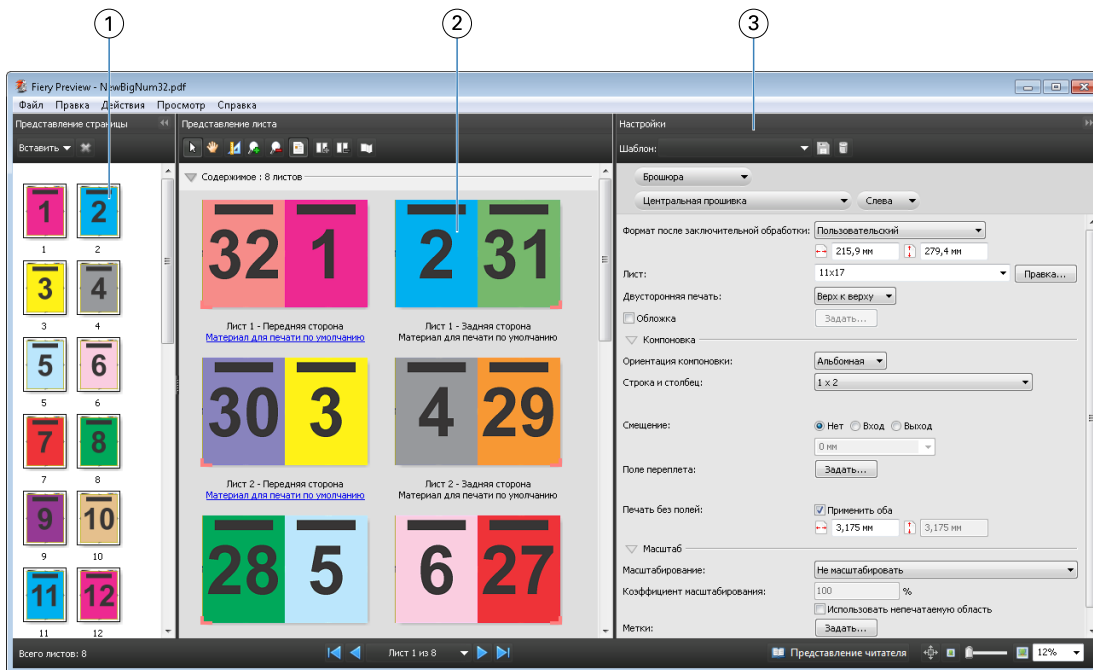 1
2
3
Fiery Preview - NewBigNum32.pdf
Файл Правка Действия Просмотр Справка
Представление страницы
Вставить
1
2
1
2
3
4
3
4
5
6
5
6
7
8
7
8
9
10
9
10
11
12
11
12
Представление листа
Содержимое : 8 листов
32 1
2 31
Лист 1 - Передняя сторона
Материал для печати по умолчанию
Лист 1 - Задняя сторона
Материал для печати по умолчанию
30 3
4 29
Лист 2 - Передняя сторона
Материал для печати по умолчанию
Лист 2 - Задняя сторона
Материал для печати по умолчанию
28 5
6 27
Настройки
Шаблон:
Брошюра
Центральная прошивка
Слева
Формат после заключительной обработки: Пользовательский
215,9 мм 279,4 мм
Лист: 11x17 Правка...
Двусторонняя печать: Верх к верху
Обложка Задать...
Компоновка
Ориентация компоновки: Альбомная
Строка и столбец: 1 x 2
Смещение: Нет Вход Выход
0 мм
Поле переплета: Задать...
Печать без полей: Применить оба
3,175 мм 3,175 мм
Масштаб
Масштабирование: Не масштабировать
Коэффициент масштабирования: 100 %
Использовать непечатаемую область
Метки: Задать...
Всего листов: 8
Лист 1 из 8
Представление читателя
12%